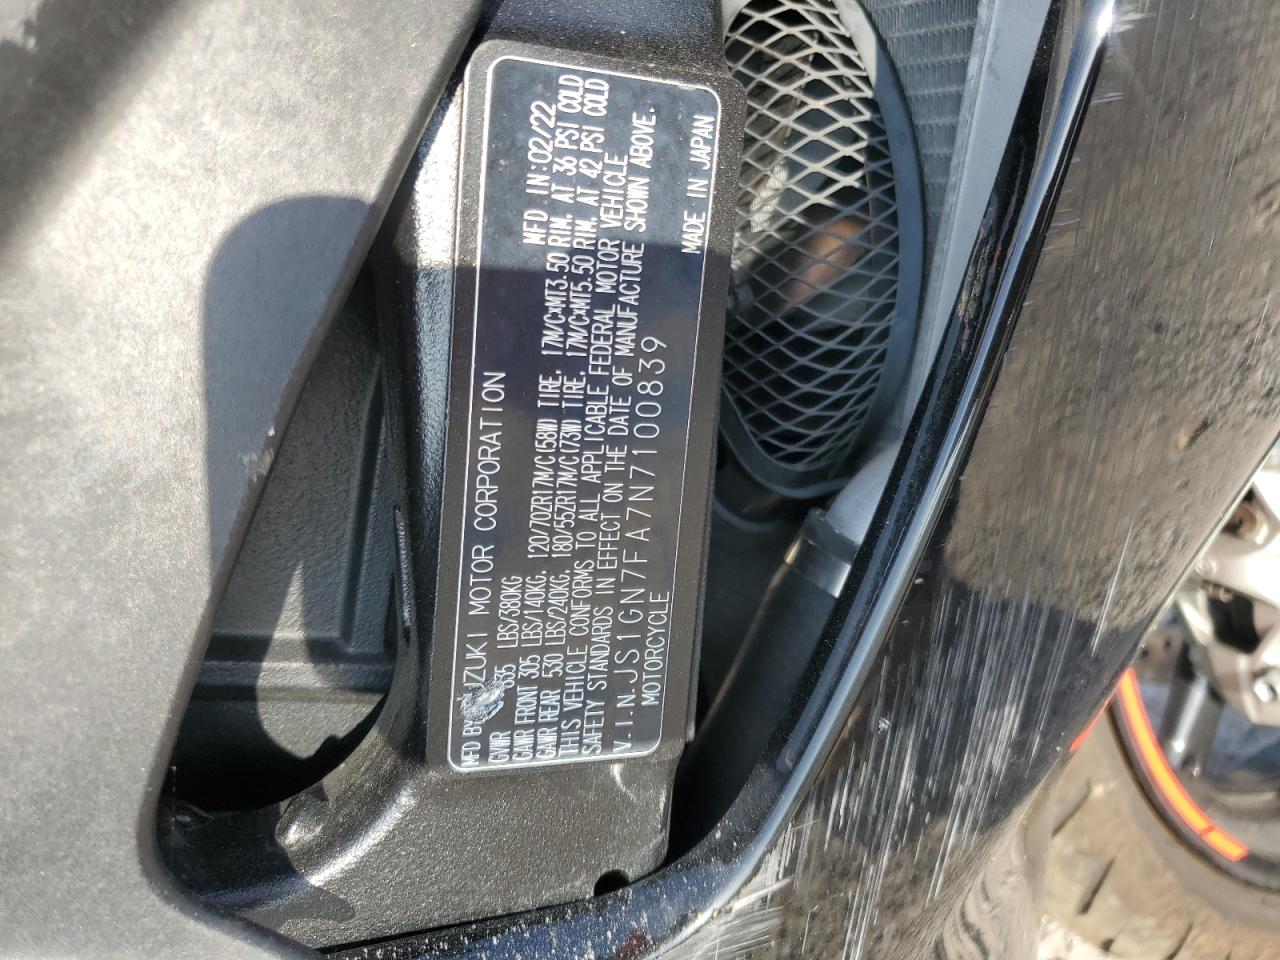 MFD BY SUZUKI MOTOR CORPORATION MFD IN:02/22
GVWR 835 LBS/380KG
GAWR FRONT 305 LBS/140KG, 120/70ZR17M/C(58W) TIRE, 17M/CxMT3.50 RIM. AT 36 PSI COLD
GAWR REAR 530 LBS/240KG, 180/55ZR17M/C(73W) TIRE, 17M/CxMT5.50 RIM. AT 42 PSI COLD
THIS VEHICLE CONFORMS TO ALL APPLICABLE FEDERAL MOTOR VEHICLE
SAFETY STANDARDS IN EFFECT ON THE DATE OF MANUFACTURE SHOWN ABOVE.
V.I.N.JS1GN7FA7N7100839
MOTORCYCLE MADE IN JAPAN